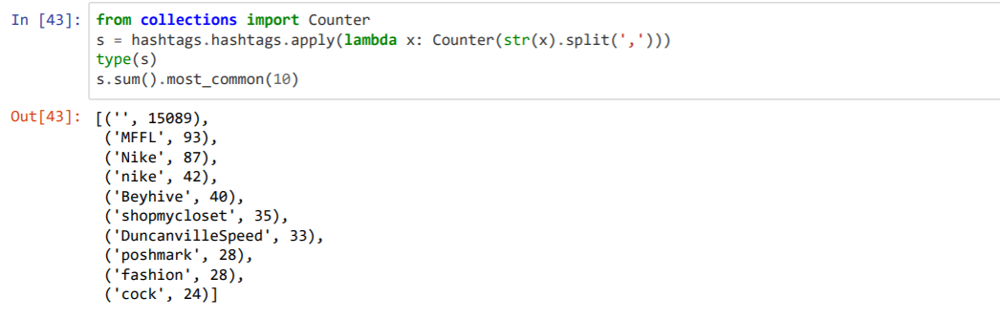 In [43]: from collections import Counter
s = hashtags.hashtags.apply(lambda x: Counter(str(x).split(',')))
type(s)
s.sum().most_common(10)
Out[43]: [('', 15089),
('MFFL', 93),
('Nike', 87),
('nike', 42),
('Beyhive', 40),
('shopmycloset', 35),
('DuncanvilleSpeed', 33),
('poshmark', 28),
('fashion', 28),
('cock', 24)]